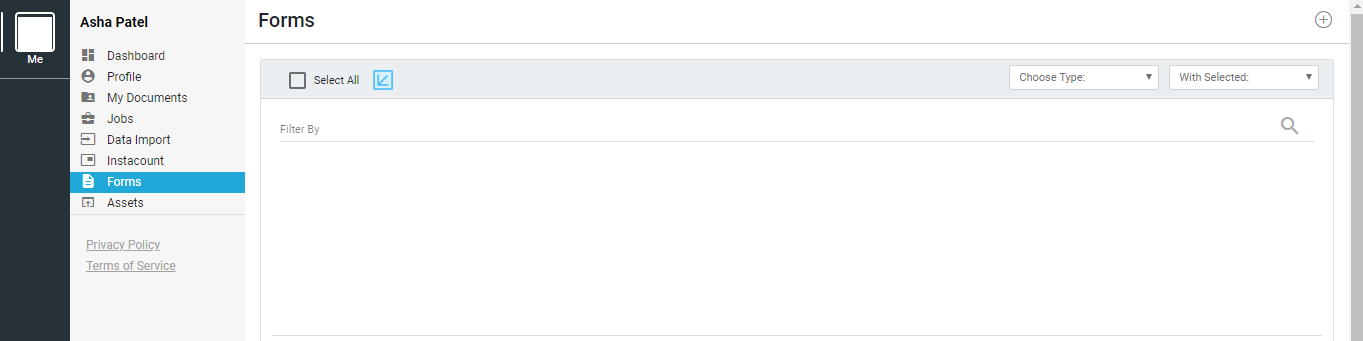 Me
Asha Patel
Dashboard
Profile
My Documents
Jobs
Data Import
Instacount
Forms
Assets
Privacy Policy
Terms of Service
Forms
Select All
Choose Type:
With Selected:
Filter By